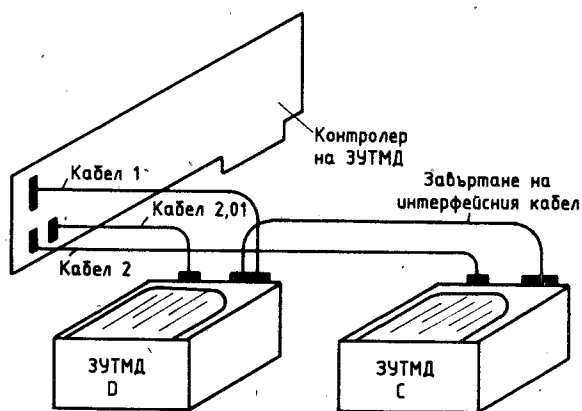 Контролер
на ЗУТМД
Кабел 1
Завъртане на
интерфейсния кабел
Кабел 2,01
Кабел 2
ЗУТМД
D
ЗУТМД
C